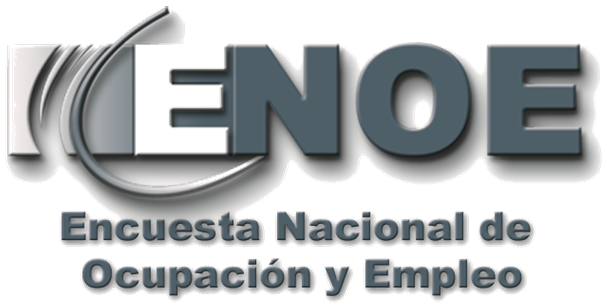 ENOE
Encuesta Nacional de
Ocupación y Empleo